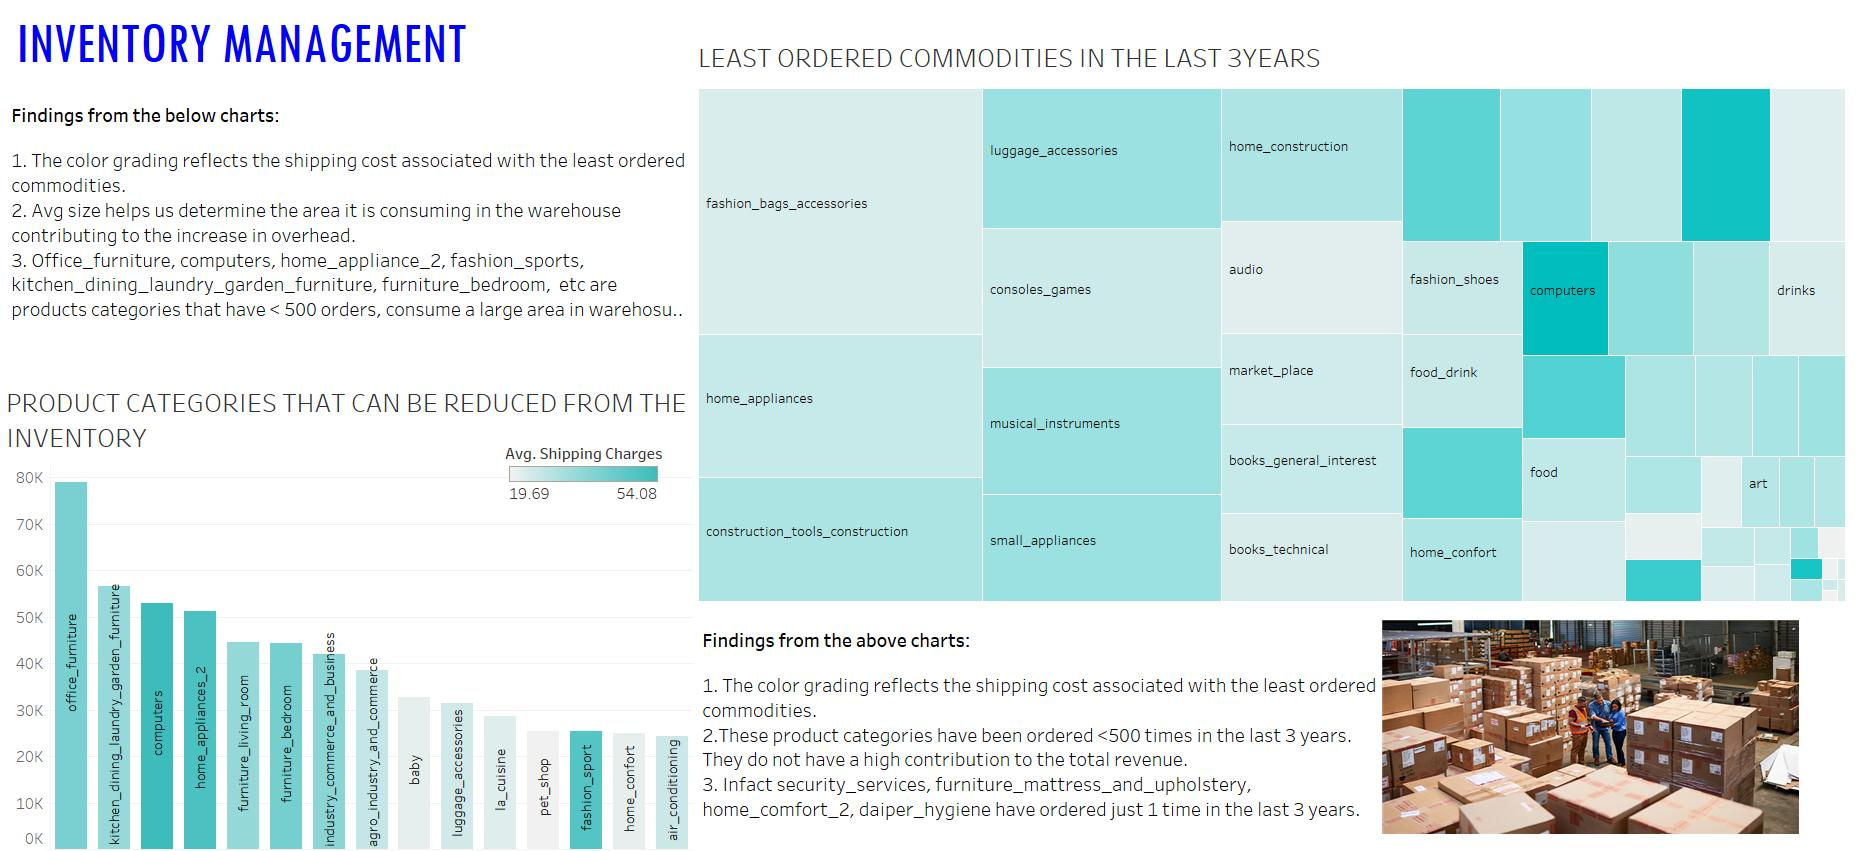 INVENTORY MANAGEMENT
Findings from the below charts:
1. The color grading reflects the shipping cost associated with the least ordered
commodities.
2. Avg size helps us determine the area it is consuming in the warehouse
contributing to the increase in overhead.
3. Office_furniture, computers, home_appliance_2, fashion_sports,
kitchen_dining_laundry_garden_furniture, furniture_bedroom,  etc are
products categories that have < 500 orders, consume a large area in warehosu..
PRODUCT CATEGORIES THAT CAN BE REDUCED FROM THE
INVENTORY
Avg. Shipping Charges
19.69 54.08
80K
70K
60K
50K
40K
30K
20K
10K
0K
office_furniture
kitchen_dining_laundry_garden_furniture
computers
home_appliances_2
furniture_living_room
furniture_bedroom
industry_commerce_and_business
agro_industry_and_commerce
baby
luggage_accessories
la_cuisine
pet_shop
fashion_sport
home_confort
air_conditioning
LEAST ORDERED COMMODITIES IN THE LAST 3YEARS
fashion_bags_accessories
home_appliances
construction_tools_construction
luggage_accessories
consoles_games
musical_instruments
small_appliances
home_construction
audio
market_place
books_general_interest
books_technical
fashion_shoes
food_drink
home_confort
computers
food
drinks
art
Findings from the above charts:
1. The color grading reflects the shipping cost associated with the least ordered
commodities.
2.These product categories have been ordered <500 times in the last 3 years.
They do not have a high contribution to the total revenue.
3. Infact security_services, furniture_mattress_and_upholstery,
home_comfort_2, daiper_hygiene have ordered just 1 time in the last 3 years.